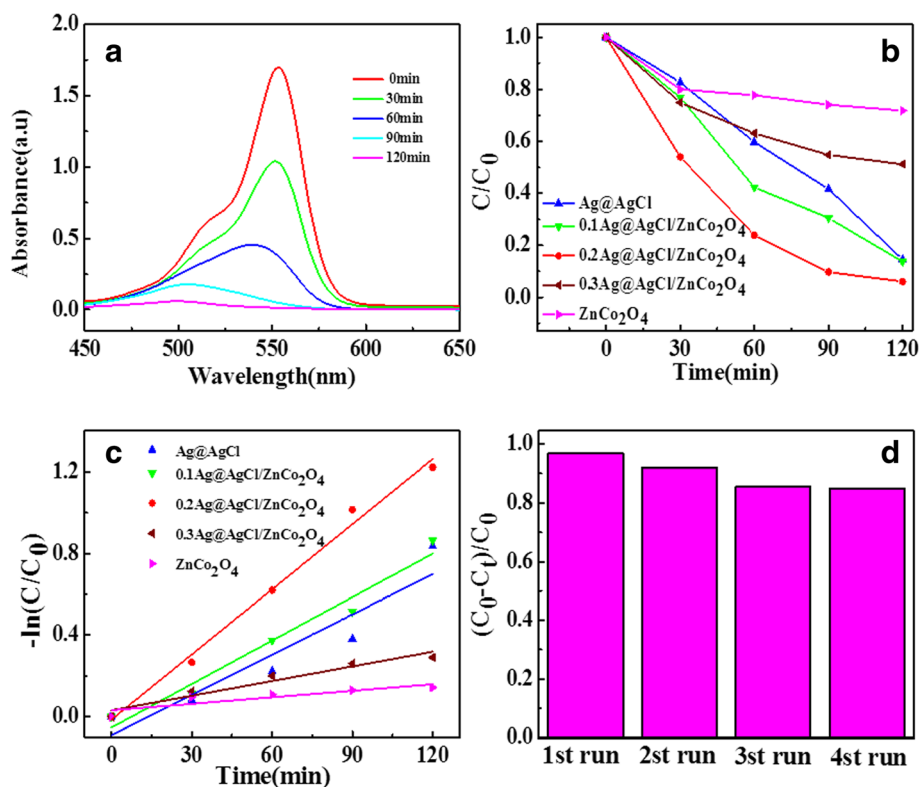 a
Absorbance(a.u)
2.0
1.5
1.0
0.5
0.0
0min
30min
60min
90min
120min
450 500 550 600 650
Wavelength(nm)
b
C/C₀
1.0
0.8
0.6
0.4
0.2
0.0
Ag@AgCl
0.1Ag@AgCl/ZnCo₂O₄
0.2Ag@AgCl/ZnCo₂O₄
0.3Ag@AgCl/ZnCo₂O₄
ZnCo₂O₄
0 30 60 90 120
Time(min)
c
-ln(C/C₀)
1.2
0.8
0.4
0.0
Ag@AgCl
0.1Ag@AgCl/ZnCo₂O₄
0.2Ag@AgCl/ZnCo₂O₄
0.3Ag@AgCl/ZnCo₂O₄
ZnCo₂O₄
0 30 60 90 120
Time(min)
d
(C₀-Cₜ)/C₀
1.0
0.8
0.6
0.4
0.2
0.0
1st run 2st run 3st run 4st run